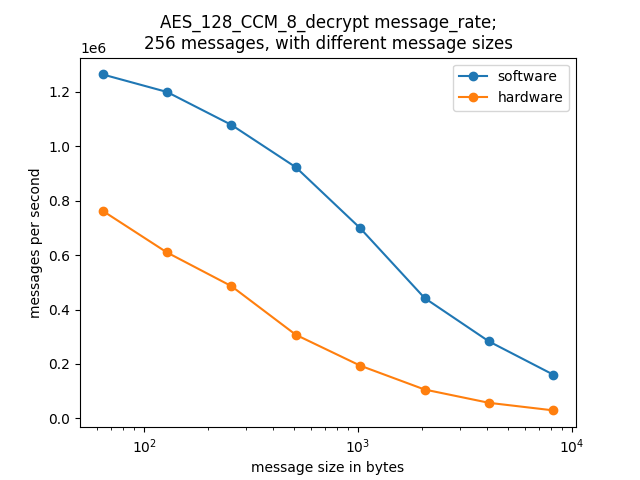 AES_128_CCM_8_decrypt message_rate;
256 messages, with different message sizes
1e6
software
hardware
1.2
1.0
0.8
0.6
0.4
0.2
0.0
messages per second
10²
10³
10⁴
message size in bytes